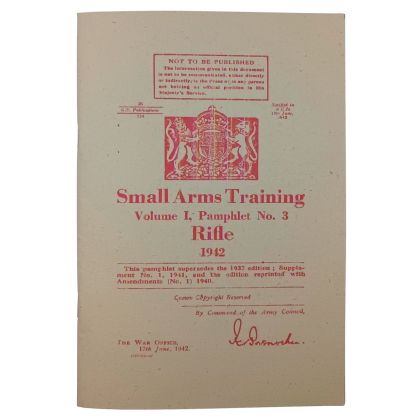 NOT TO BE PUBLISHED
The information given in this document
is not to be communicated, either directly
or indirectly, to the Press or to any person
not holding an official position in His
Majesty's Service.
26
G.S. Publications
Small Arms Training
Volume I, Pamphlet No. 3
Rifle
1942
This pamphlet supersedes the 1937 edition; Supple-
ment No. 1, 1941, and the edition reprinted with
Amendments (No. 1) 1940.
Crown Copyright Reserved
By Command of the Army Council,
THE WAR OFFICE,
17th June, 1942.